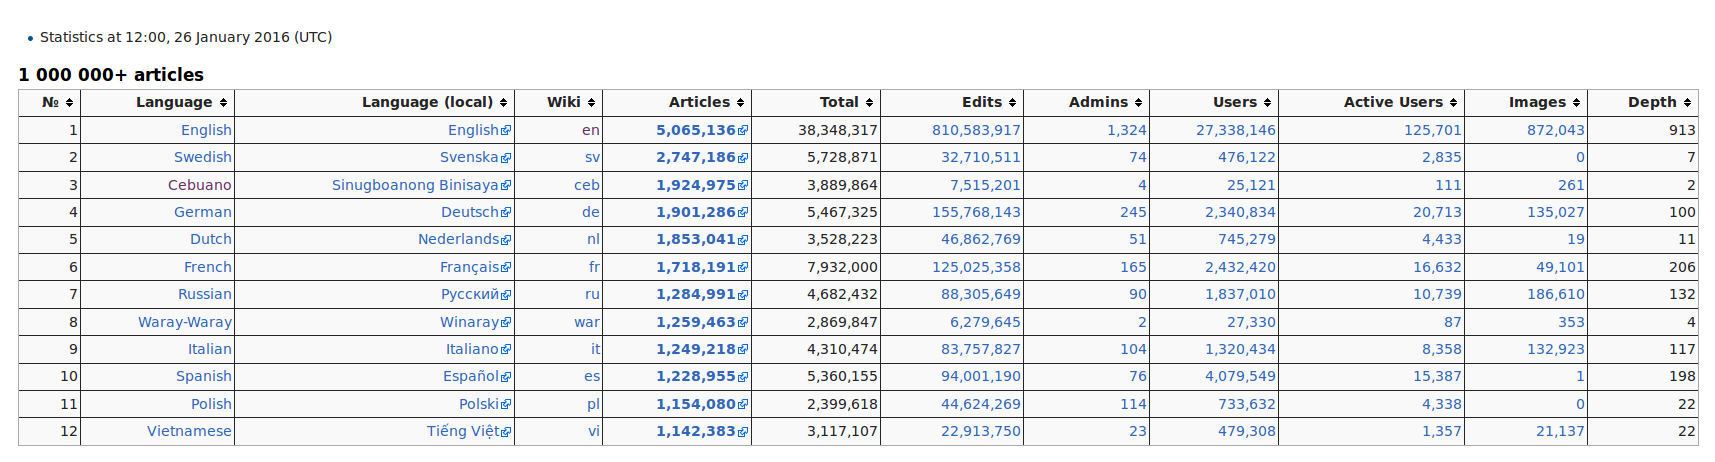 Statistics at 12:00, 26 January 2016 (UTC)
1 000 000+ articles
№ Language Language (local) Wiki Articles Total Edits Admins Users Active Users Images Depth
1 English English en 5,065,136 38,348,317 810,583,917 1,324 27,338,146 125,701 872,043 913
2 Swedish Svenska sv 2,747,186 5,728,871 32,710,511 74 476,122 2,835 0 7
3 Cebuano Sinugboanong Binisaya ceb 1,924,975 3,889,864 7,515,201 4 25,121 111 261 2
4 German Deutsch de 1,901,286 5,467,325 155,768,143 245 2,340,834 20,713 135,027 100
5 Dutch Nederlands nl 1,853,041 3,528,223 46,862,769 51 745,279 4,433 19 11
6 French Français fr 1,718,191 7,932,000 125,025,358 165 2,432,420 16,632 49,101 206
7 Russian Русский ru 1,284,991 4,682,432 88,305,649 90 1,837,010 10,739 186,610 132
8 Waray-Waray Winaray war 1,259,463 2,869,847 6,279,645 2 27,330 87 353 4
9 Italian Italiano it 1,249,218 4,310,474 83,757,827 104 1,320,434 8,358 132,923 117
10 Spanish Español es 1,228,955 5,360,155 94,001,190 76 4,079,549 15,387 1 198
11 Polish Polski pl 1,154,080 2,399,618 44,624,269 114 733,632 4,338 0 22
12 Vietnamese Tiếng Việt vi 1,142,383 3,117,107 22,913,750 23 479,308 1,357 21,137 22